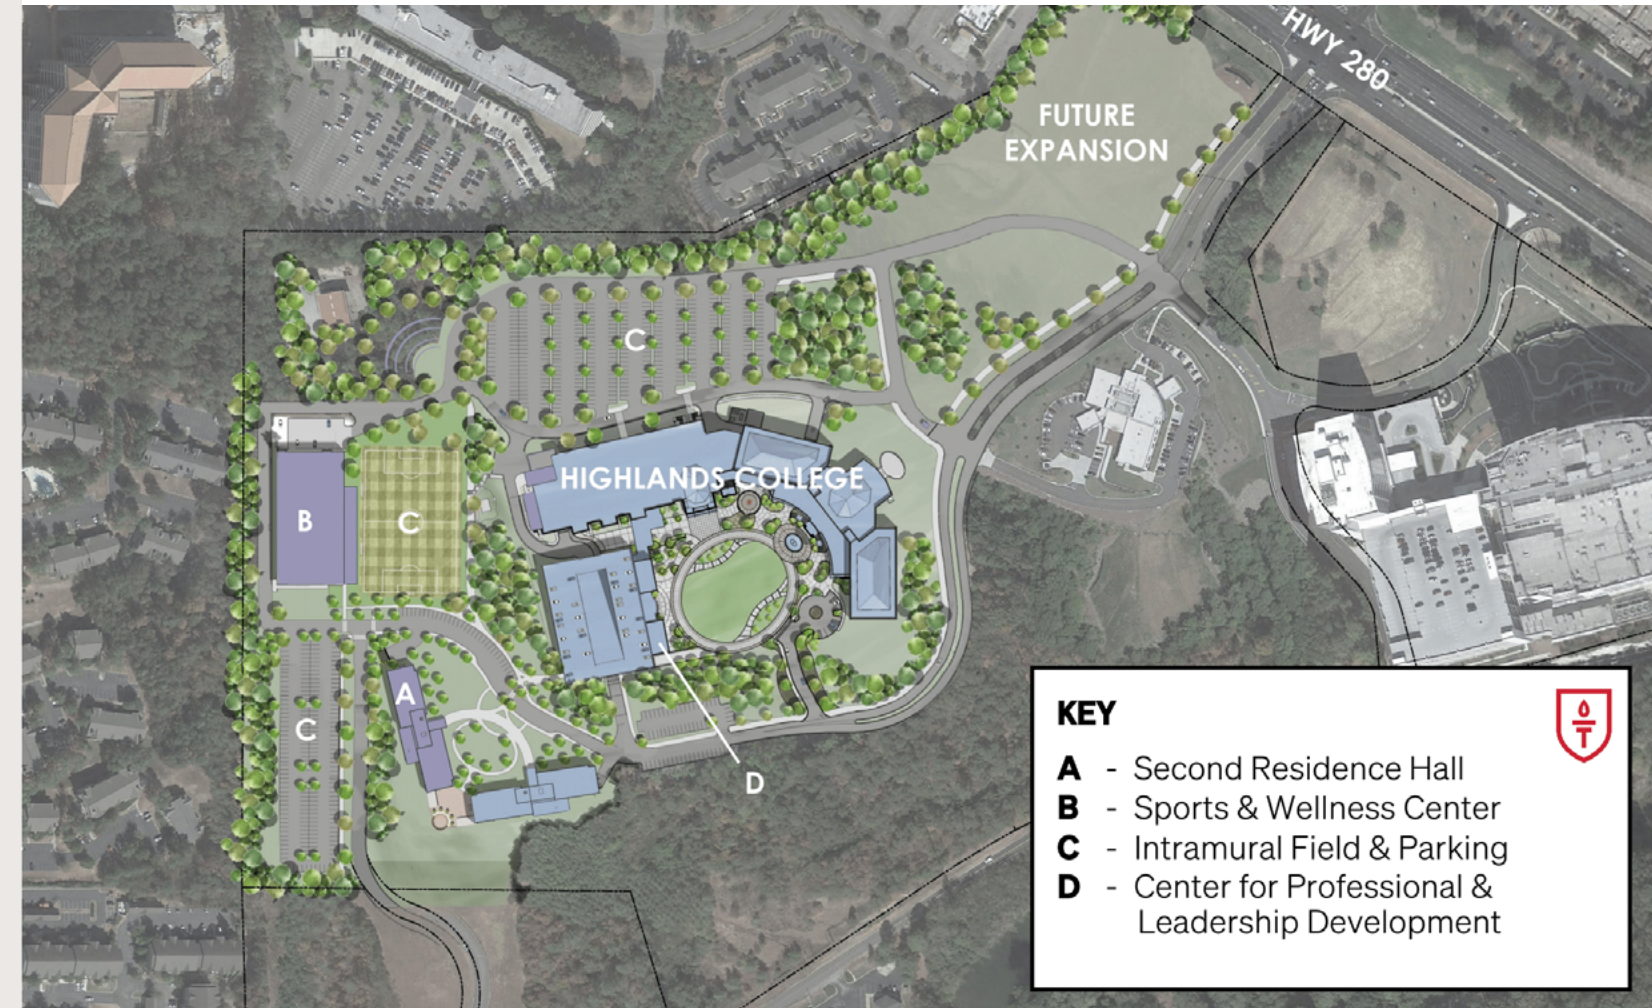 HWY 280
FUTURE
EXPANSION
C
HIGHLANDS COLLEGE
B
C
A
C
D
KEY
A - Second Residence Hall
B - Sports & Wellness Center
C - Intramural Field & Parking
D - Center for Professional &
Leadership Development